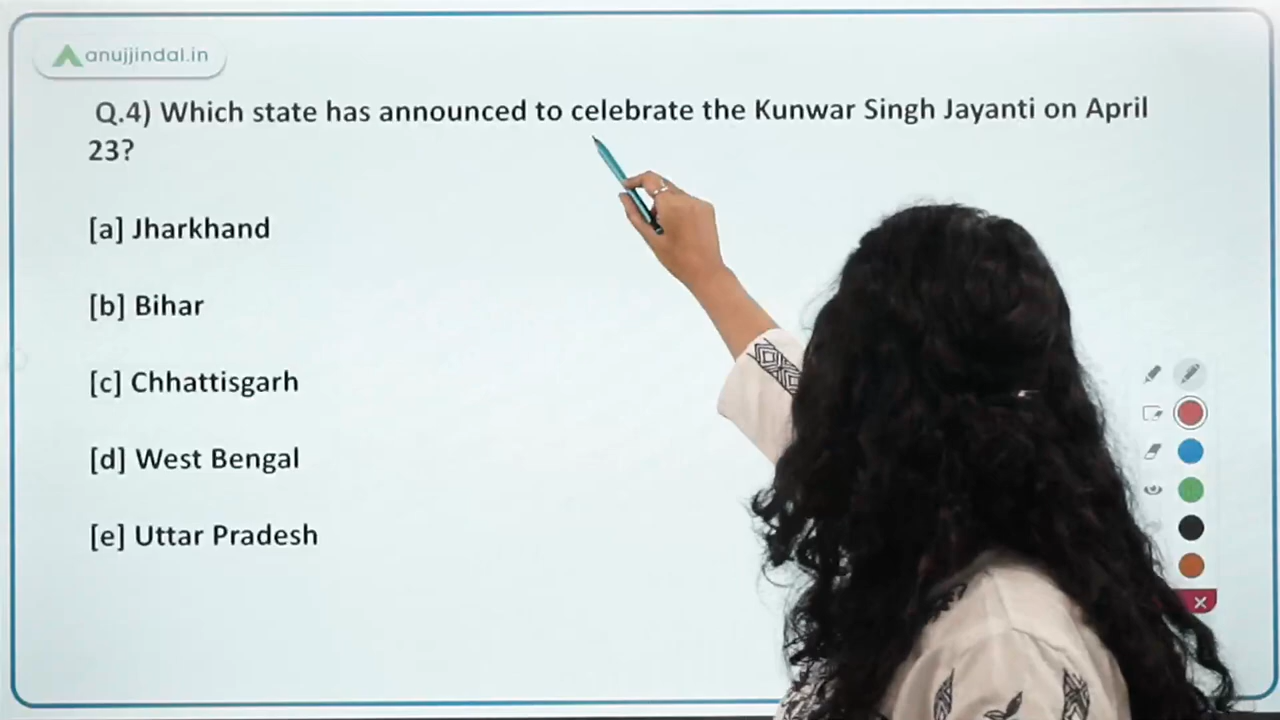 anujjindal.in
Q.4) Which state has announced to celebrate the Kunwar Singh Jayanti on April
23?
[a] Jharkhand
[b] Bihar
[c] Chhattisgarh
[d] West Bengal
[e] Uttar Pradesh